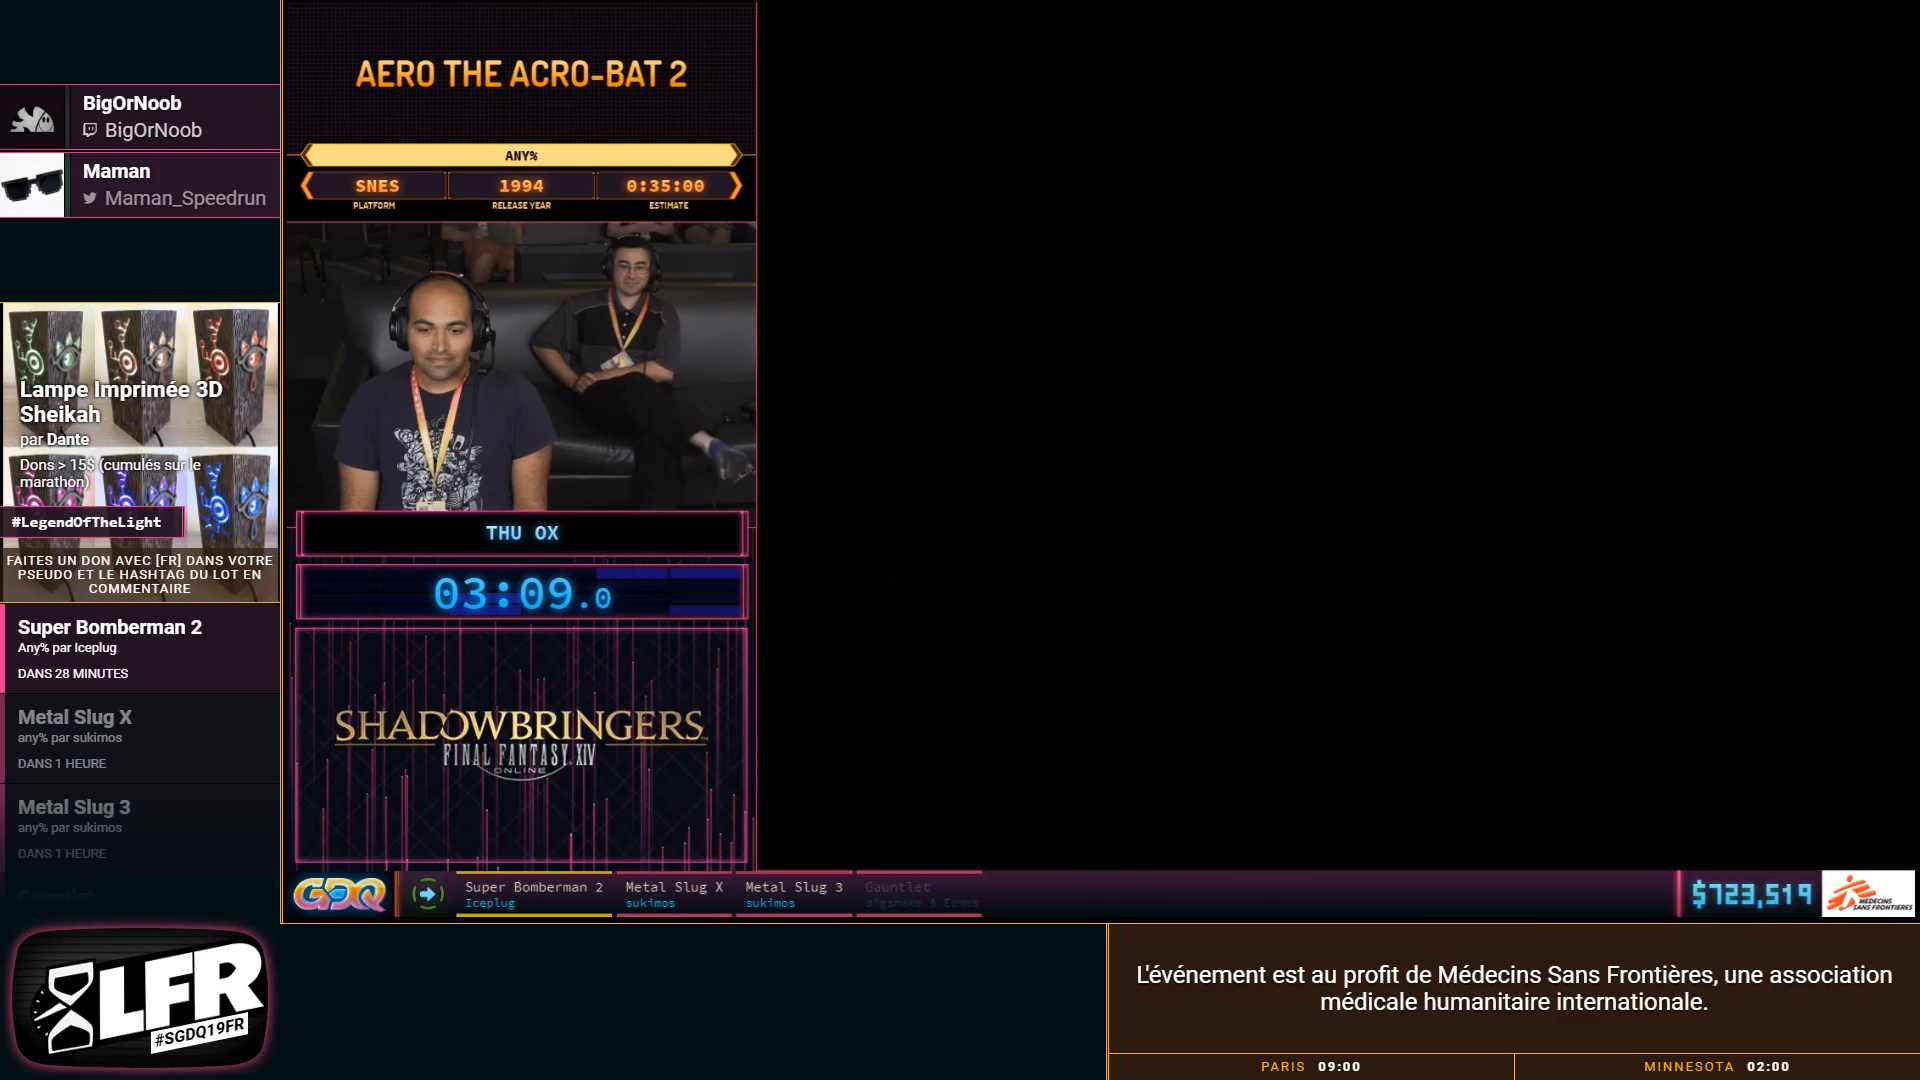 BigOrNoob
BigOrNoob
Maman
Maman_Speedrun
Lampe Imprimée 3D
Sheikah
par Dante
Dons > 15$ (cumulés sur le
marathon)
#LegendOfTheLight
FAITES UN DON AVEC [FR] DANS VOTRE
PSEUDO ET LE HASHTAG DU LOT EN
COMMENTAIRE
Super Bomberman 2
Any% par Iceplug
DANS 28 MINUTES
Metal Slug X
any% par sukimos
DANS 1 HEURE
Metal Slug 3
any% par sukimos
DANS 1 HEURE
Gauntlet
LFR
#SGDQ19FR
AERO THE ACRO-BAT 2
ANY%
SNES
1994
0:35:00
PLATFORM
RELEASE YEAR
ESTIMATE
THU OX
03:09.0
SHADOWBRINGERS
FINAL FANTASY XIV
ONLINE
GDQ
Super Bomberman 2
Iceplug
Metal Slug X
sukimos
Metal Slug 3
sukimos
Gauntlet
$723,519
MEDECINS
SANS FRONTIERES
L'événement est au profit de Médecins Sans Frontières, une association
médicale humanitaire internationale.
PARIS 09:00
MINNESOTA 02:00